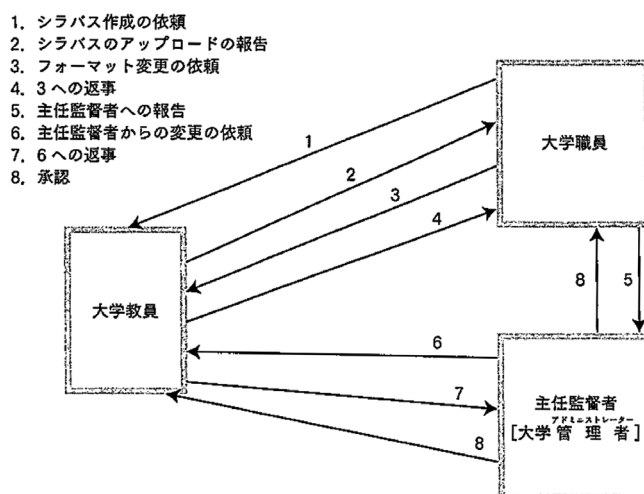 1. シラバス作成の依頼
2. シラバスのアップロードの報告
3. フォーマット変更の依頼
4. 3への返事
5. 主任監督者への報告
6. 主任監督者からの変更の依頼
7. 6への返事
8. 承認
大学職員
1
2
3
4
大学教員
8
5
6
7
8
主任監督者
アドミニストレーター
[大学管理者]